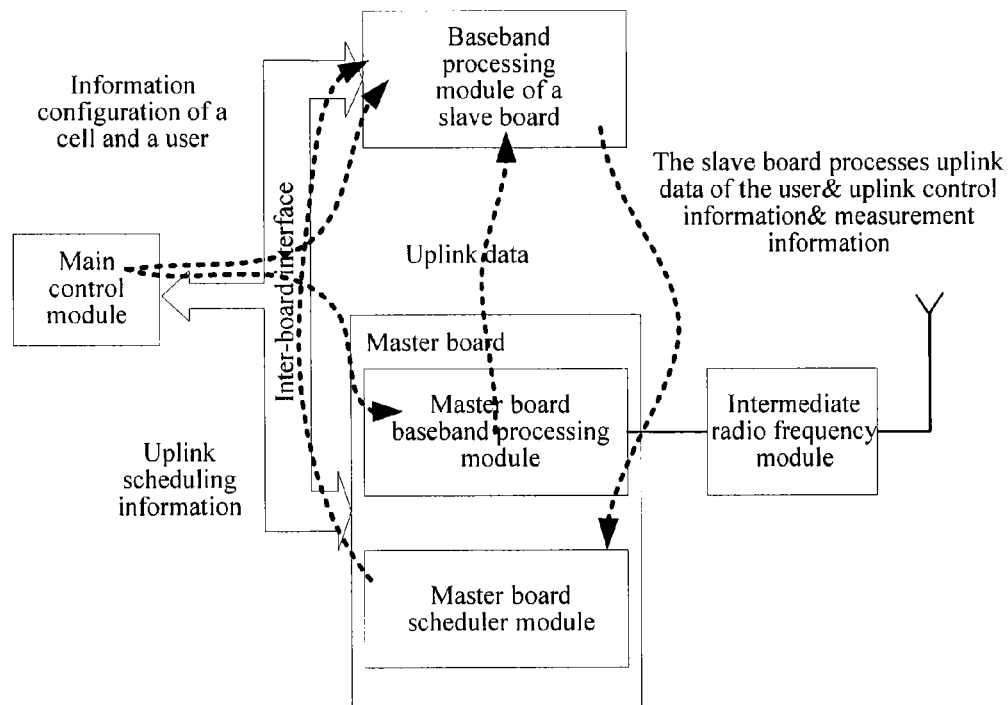 Baseband
processing
module of a
slave board
Information
configuration of a
cell and a user
The slave board processes uplink
data of the user& uplink control
information& measurement
information
Inter-board interface
Uplink data
Main
control
module
Master board
Master board
baseband processing
module
Intermediate
radio frequency
module
Uplink
scheduling
information
Master board
scheduler module